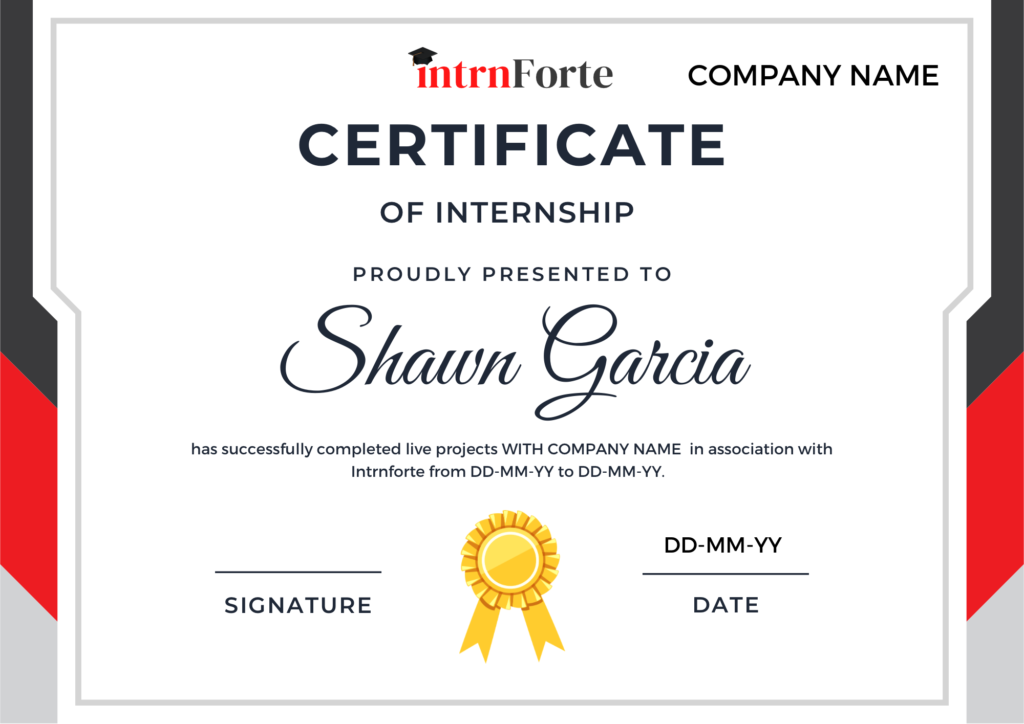 intrnForte
COMPANY NAME
CERTIFICATE
OF INTERNSHIP
PROUDLY PRESENTED TO
Shawn Garcia
has successfully completed live projects WITH COMPANY NAME in association with
Intrnforte from DD-MM-YY to DD-MM-YY.
DD-MM-YY
SIGNATURE
DATE